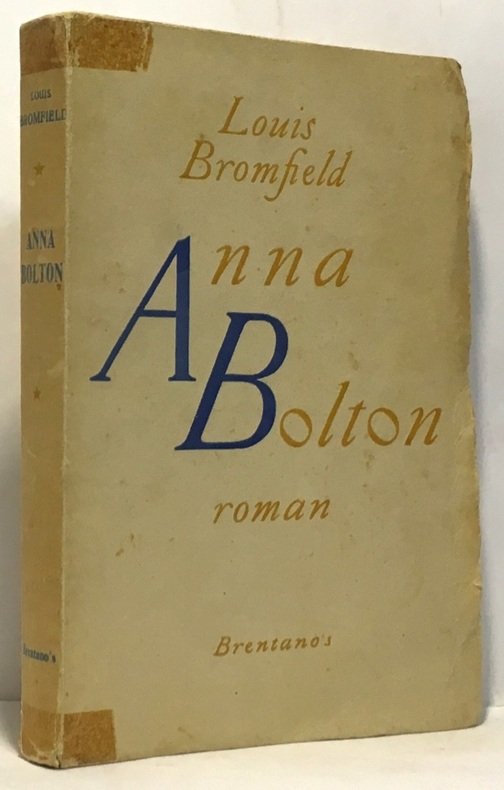 LOUIS
BROMFIELD
ANNA
BOLTON
Brentano's
Louis
Bromfield
Anna
Bolton
roman
Brentano's